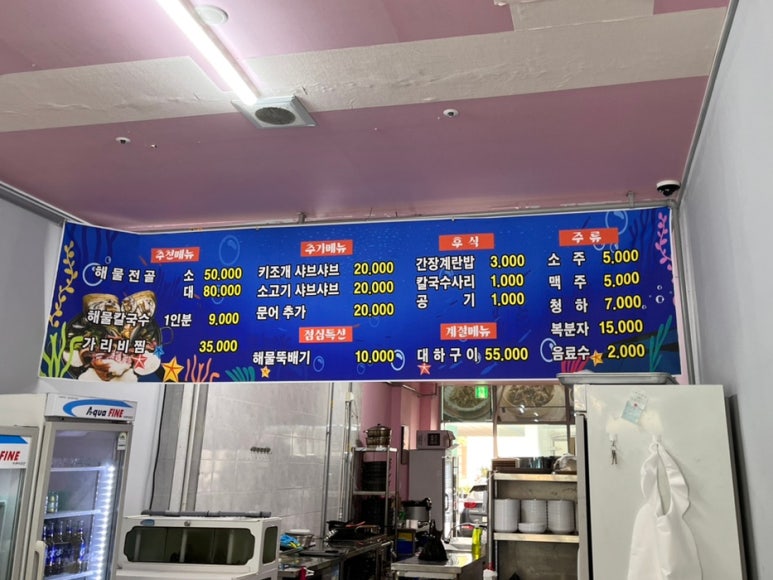 추천메뉴
해물전골 소 50,000
대 80,000
해물칼국수 1인분 9,000
가리비찜 35,000
추가메뉴
키조개 샤브샤브 20,000
소고기 샤브샤브 20,000
문어 추가 20,000
점심특선
해물뚝배기 10,000
후식
간장계란밥 3,000
칼국수사리 1,000
공기 1,000
계절메뉴
대하구이 55,000
주류
소주 5,000
맥주 5,000
청하 7,000
복분자 15,000
음료수 2,000
Aqua FINE
FINE